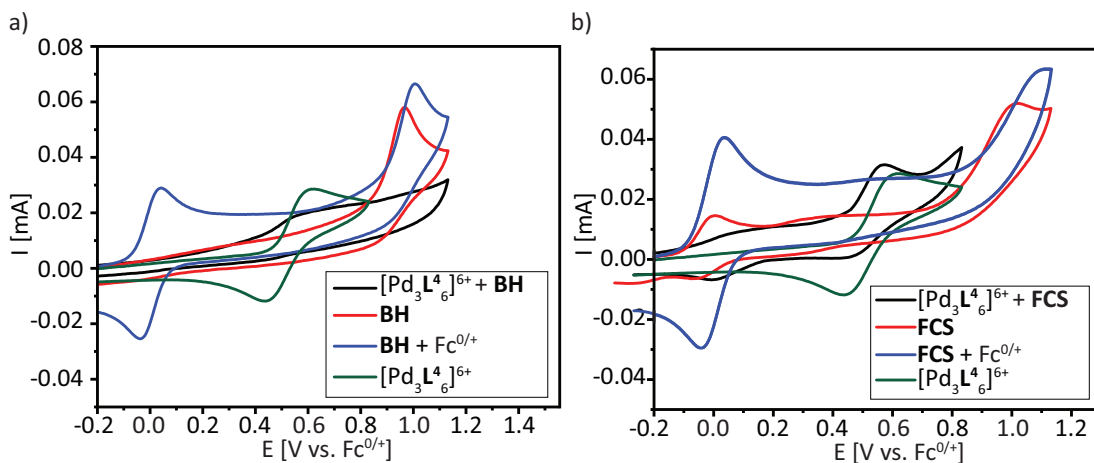 a)
I [mA]
0.08
0.06
0.04
0.02
0.00
-0.02
-0.04
-0.2 0.0 0.2 0.4 0.6 0.8 1.0 1.2 1.4
E [V vs. Fc⁰ᐟ⁺]
[Pd₃L⁴₆]⁶⁺ + BH
BH
BH + Fc⁰ᐟ⁺
[Pd₃L⁴₆]⁶⁺
b)
I [mA]
0.06
0.04
0.02
0.00
-0.02
-0.04
-0.2 0.0 0.2 0.4 0.6 0.8 1.0 1.2
E [V vs. Fc⁰ᐟ⁺]
[Pd₃L⁴₆]⁶⁺ + FCS
FCS
FCS + Fc⁰ᐟ⁺
[Pd₃L⁴₆]⁶⁺